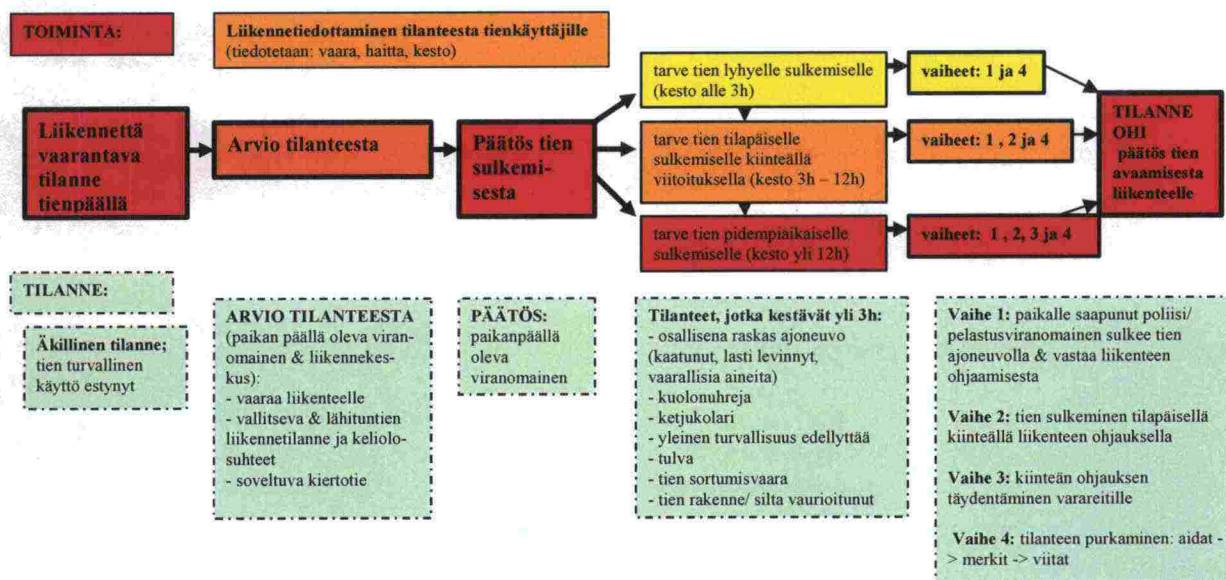 TOIMINTA:
Liikennetiedottaminen tilanteesta tienkäyttäjille
(tiedotetaan: vaara, haitta, kesto)
Liikennettä
vaarantava
tilanne
tienpäällä
Arvio tilanteesta
Päätös tien
sulkemi-
sesta
tarve tien lyhyelle sulkemiselle
(kesto alle 3h)
vaiheet: 1 ja 4
tarve tien tilapäiselle
sulkemiselle kiinteällä
viitoituksella (kesto 3h – 12h)
vaiheet: 1 , 2 ja 4
tarve tien pidempiaikaiselle
sulkemiselle (kesto yli 12h)
vaiheet: 1 , 2, 3 ja 4
TILANNE
OHI
päätös tien
avaamisesta
liikenteelle
TILANNE:
Äkillinen tilanne;
tien turvallinen
käyttö estynyt
ARVIO TILANTEESTA
(paikan päällä oleva viran-
omainen & liikennekes-
kus):
- vaaraa liikenteelle
- vallitseva & lähituntien
liikennetilanne ja keliolo-
suhteet
- soveltuva kiertotie
PÄÄTÖS:
paikanpäällä
oleva
viranomainen
Tilanteet, jotka kestävät yli 3h:
- osallisena raskas ajoneuvo
(kaatunut, lasti levinnyt,
vaarallisia aineita)
- kuolonuhreja
- ketjukolari
- yleinen turvallisuus edellyttää
- tulva
- tien sortumisvaara
- tien rakenne/ silta vaurioitunut
Vaihe 1: paikalle saapunut poliisi/
pelastusviranomainen sulkee tien
ajoneuvolla & vastaa liikenteen
ohjaamisesta
Vaihe 2: tien sulkeminen tilapäisellä
kiinteällä liikenteen ohjauksella
Vaihe 3: kiinteän ohjauksen
täydentäminen varareitille
Vaihe 4: tilanteen purkaminen: aidat -
> merkit -> viitat